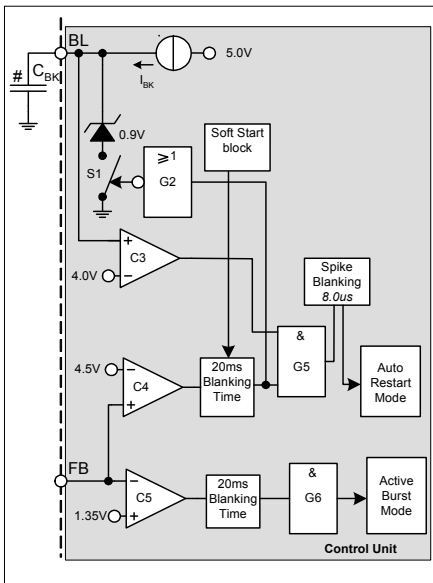 BL
5.0V
# C_BK
I_BK
0.9V
Soft Start
block
S1
≥1
G2
C3
4.0V
Spike
Blanking
8.0us
&
G5
4.5V
C4
20ms
Blanking
Time
Auto
Restart
Mode
FB
C5
1.35V
20ms
Blanking
Time
&
G6
Active
Burst
Mode
Control Unit